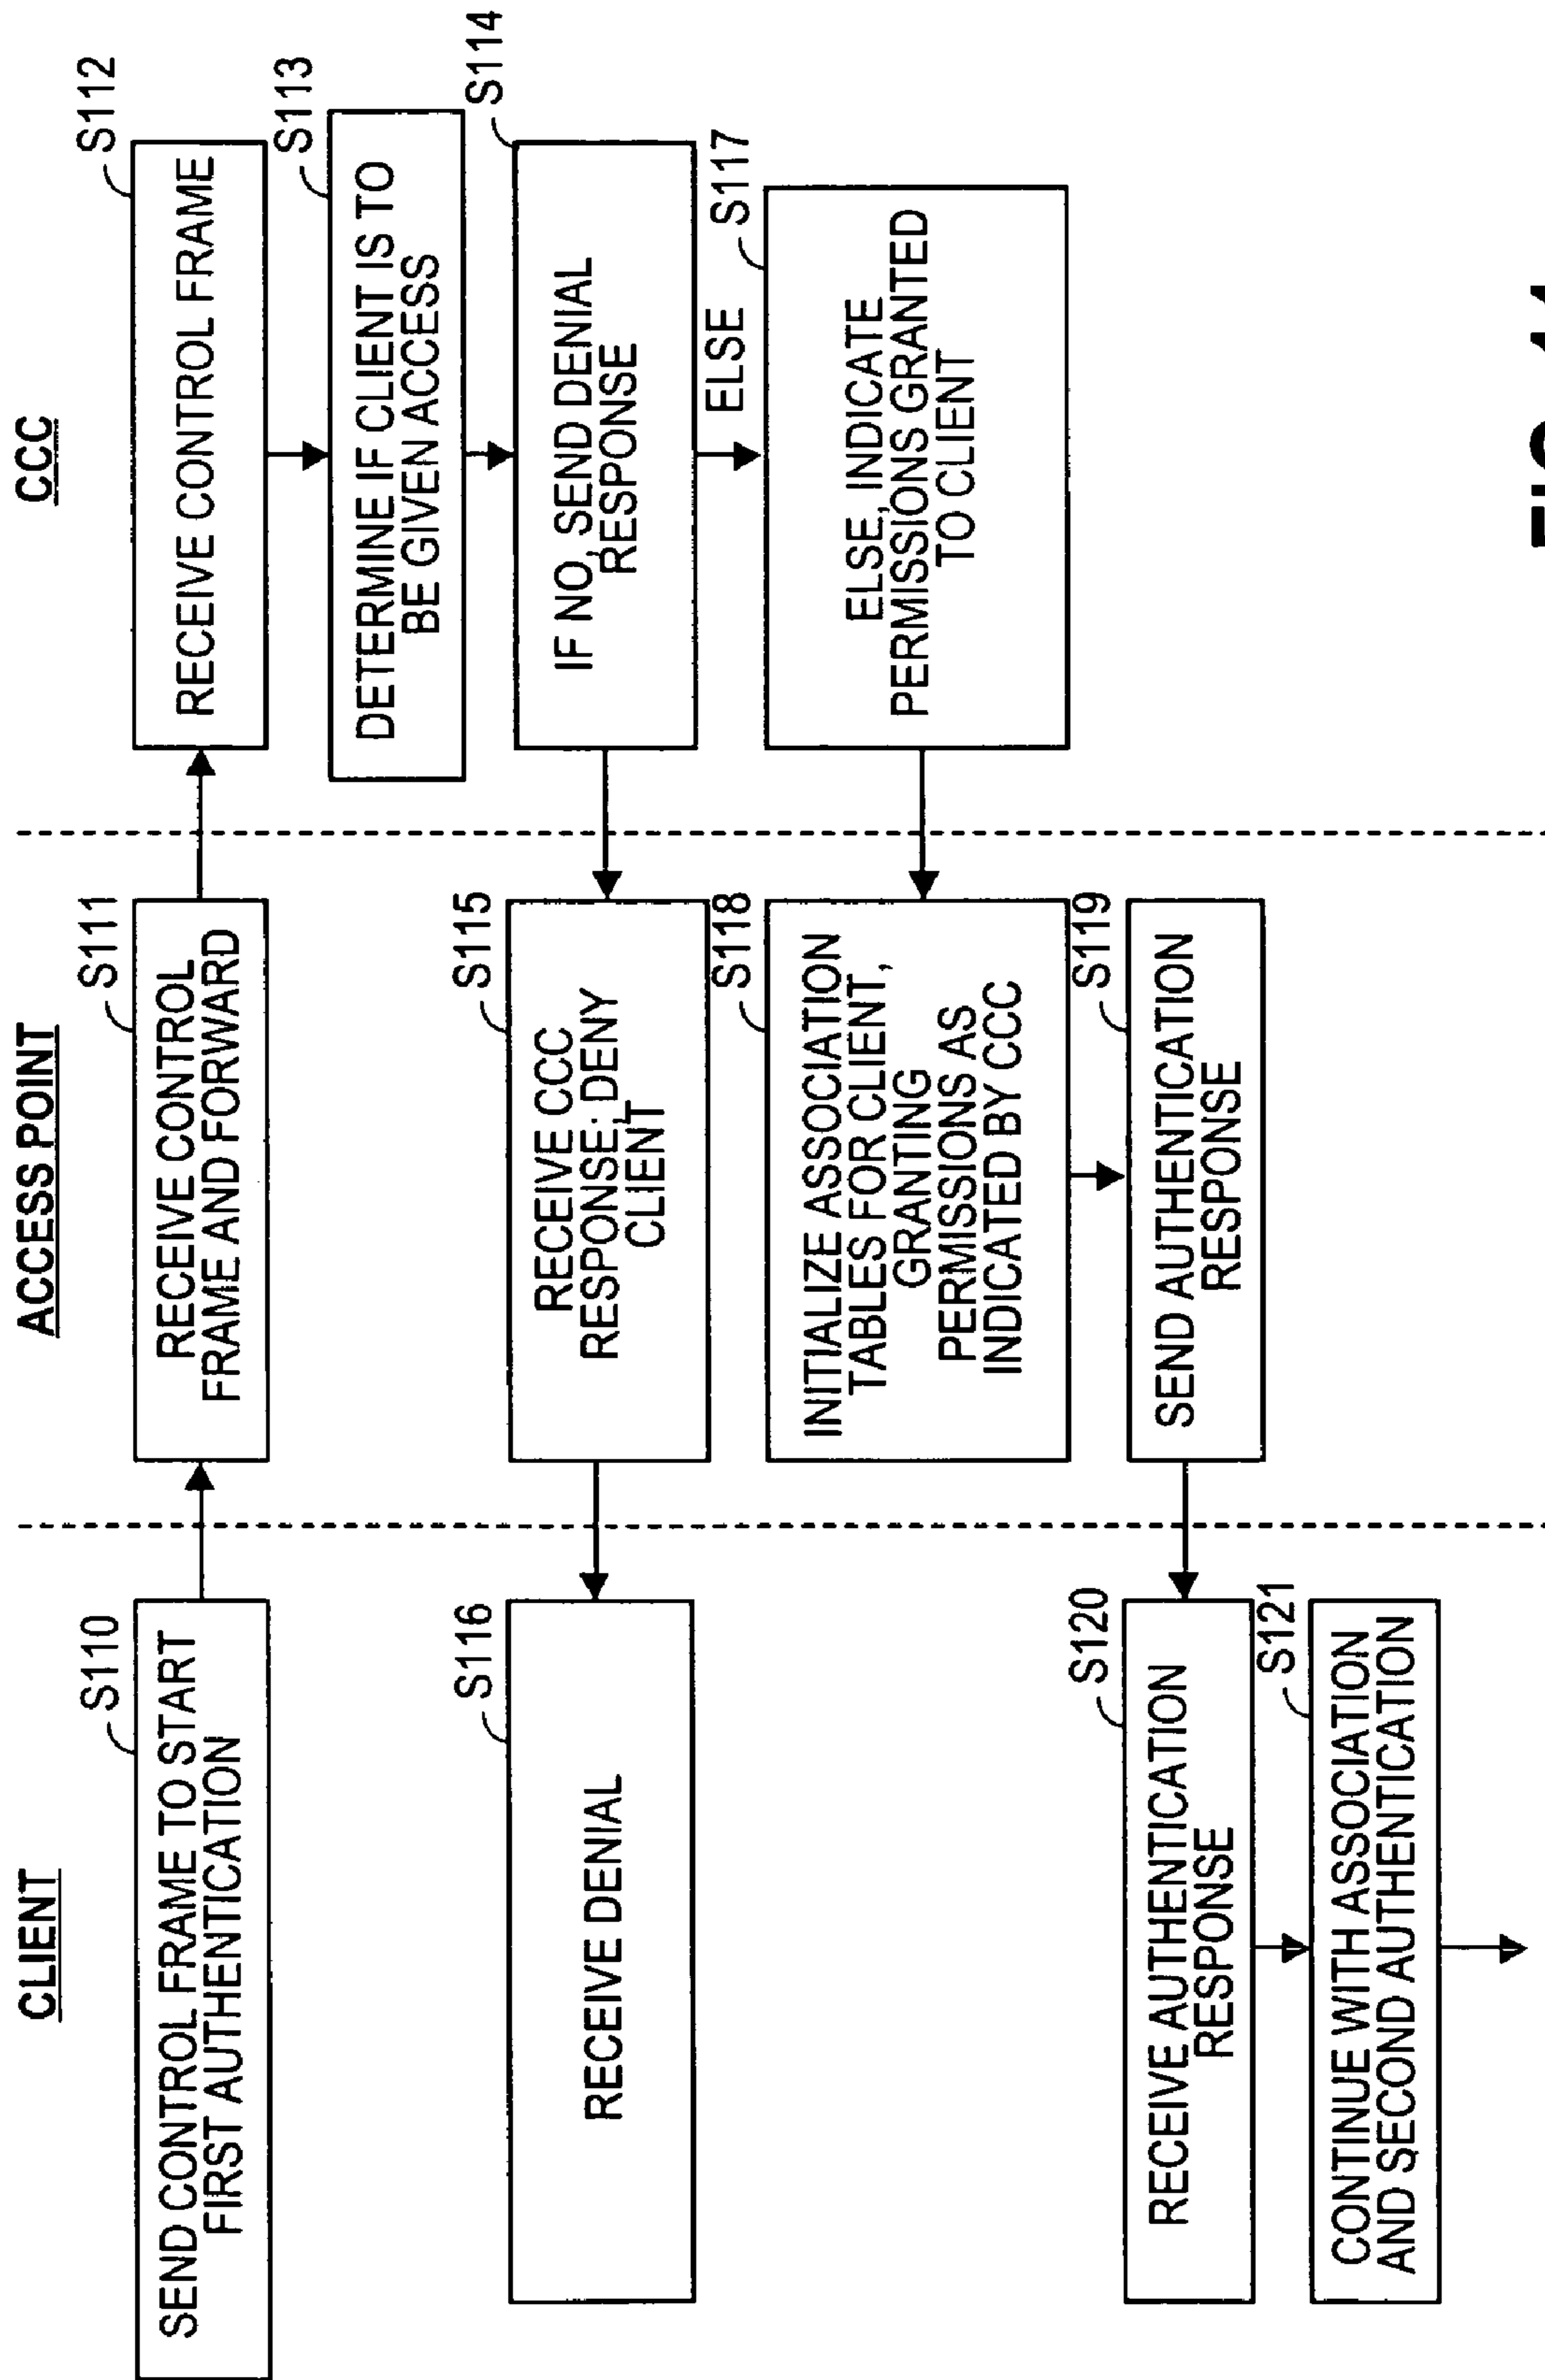 CLIENT
ACCESS POINT
CCC
S110
SEND CONTROL FRAME TO START
FIRST AUTHENTICATION
S111
RECEIVE CONTROL
FRAME AND FORWARD
S112
RECEIVE CONTROL FRAME
S113
DETERMINE IF CLIENT IS TO
BE GIVEN ACCESS
S114
IF NO, SEND DENIAL
RESPONSE
S115
RECEIVE CCC
RESPONSE; DENY
CLIENT
S116
RECEIVE DENIAL
ELSE
S117
ELSE, INDICATE
PERMISSIONS GRANTED
TO CLIENT
S118
INITIALIZE ASSOCIATION
TABLES FOR CLIENT,
GRANTING
PERMISSIONS AS
INDICATED BY CCC
S119
SEND AUTHENTICATION
RESPONSE
S120
RECEIVE AUTHENTICATION
RESPONSE
S121
CONTINUE WITH ASSOCIATION
AND SECOND AUTHENTICATION
FIG.